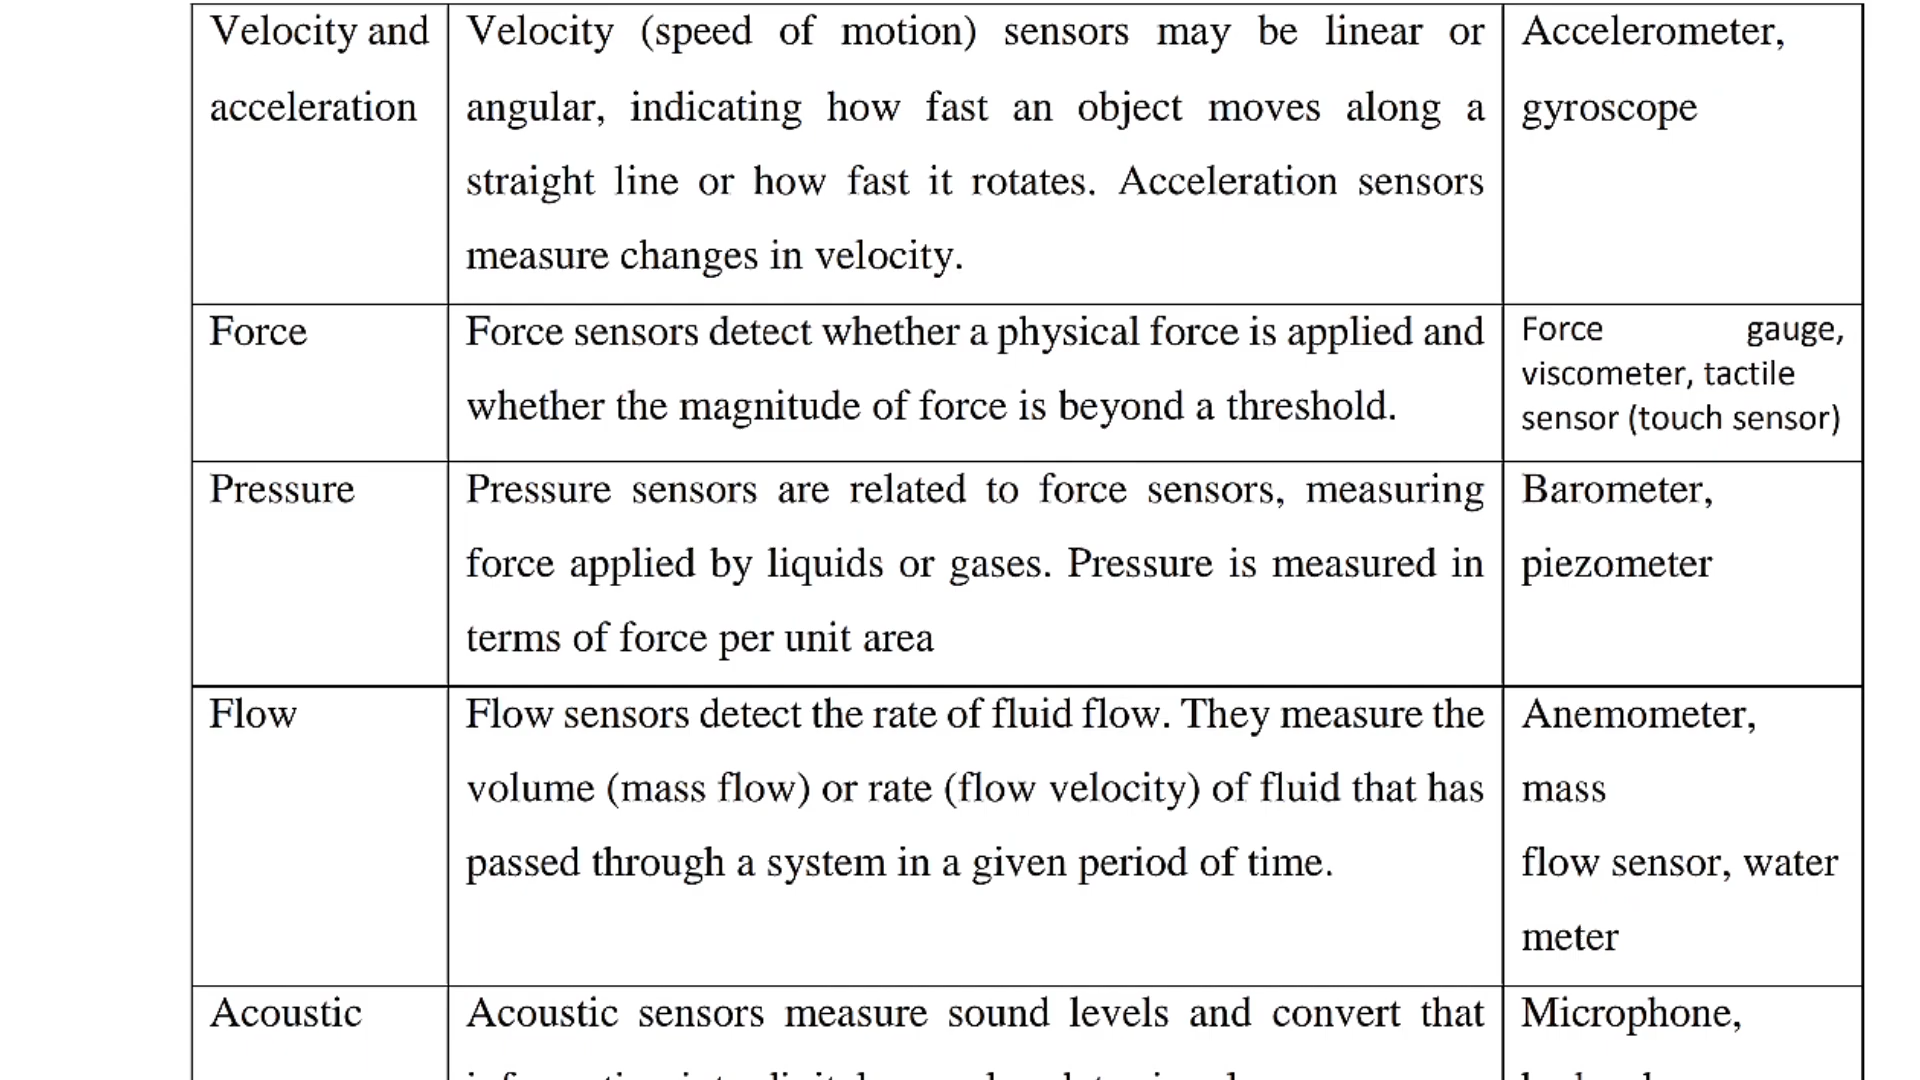 Velocity and
acceleration
Velocity (speed of motion) sensors may be linear or
angular, indicating how fast an object moves along a
straight line or how fast it rotates. Acceleration sensors
measure changes in velocity.
Accelerometer,
gyroscope
Force
Force sensors detect whether a physical force is applied and
whether the magnitude of force is beyond a threshold.
Force gauge,
viscometer, tactile
sensor (touch sensor)
Pressure
Pressure sensors are related to force sensors, measuring
force applied by liquids or gases. Pressure is measured in
terms of force per unit area
Barometer,
piezometer
Flow
Flow sensors detect the rate of fluid flow. They measure the
volume (mass flow) or rate (flow velocity) of fluid that has
passed through a system in a given period of time.
Anemometer,
mass
flow sensor, water
meter
Acoustic
Acoustic sensors measure sound levels and convert that
Microphone,